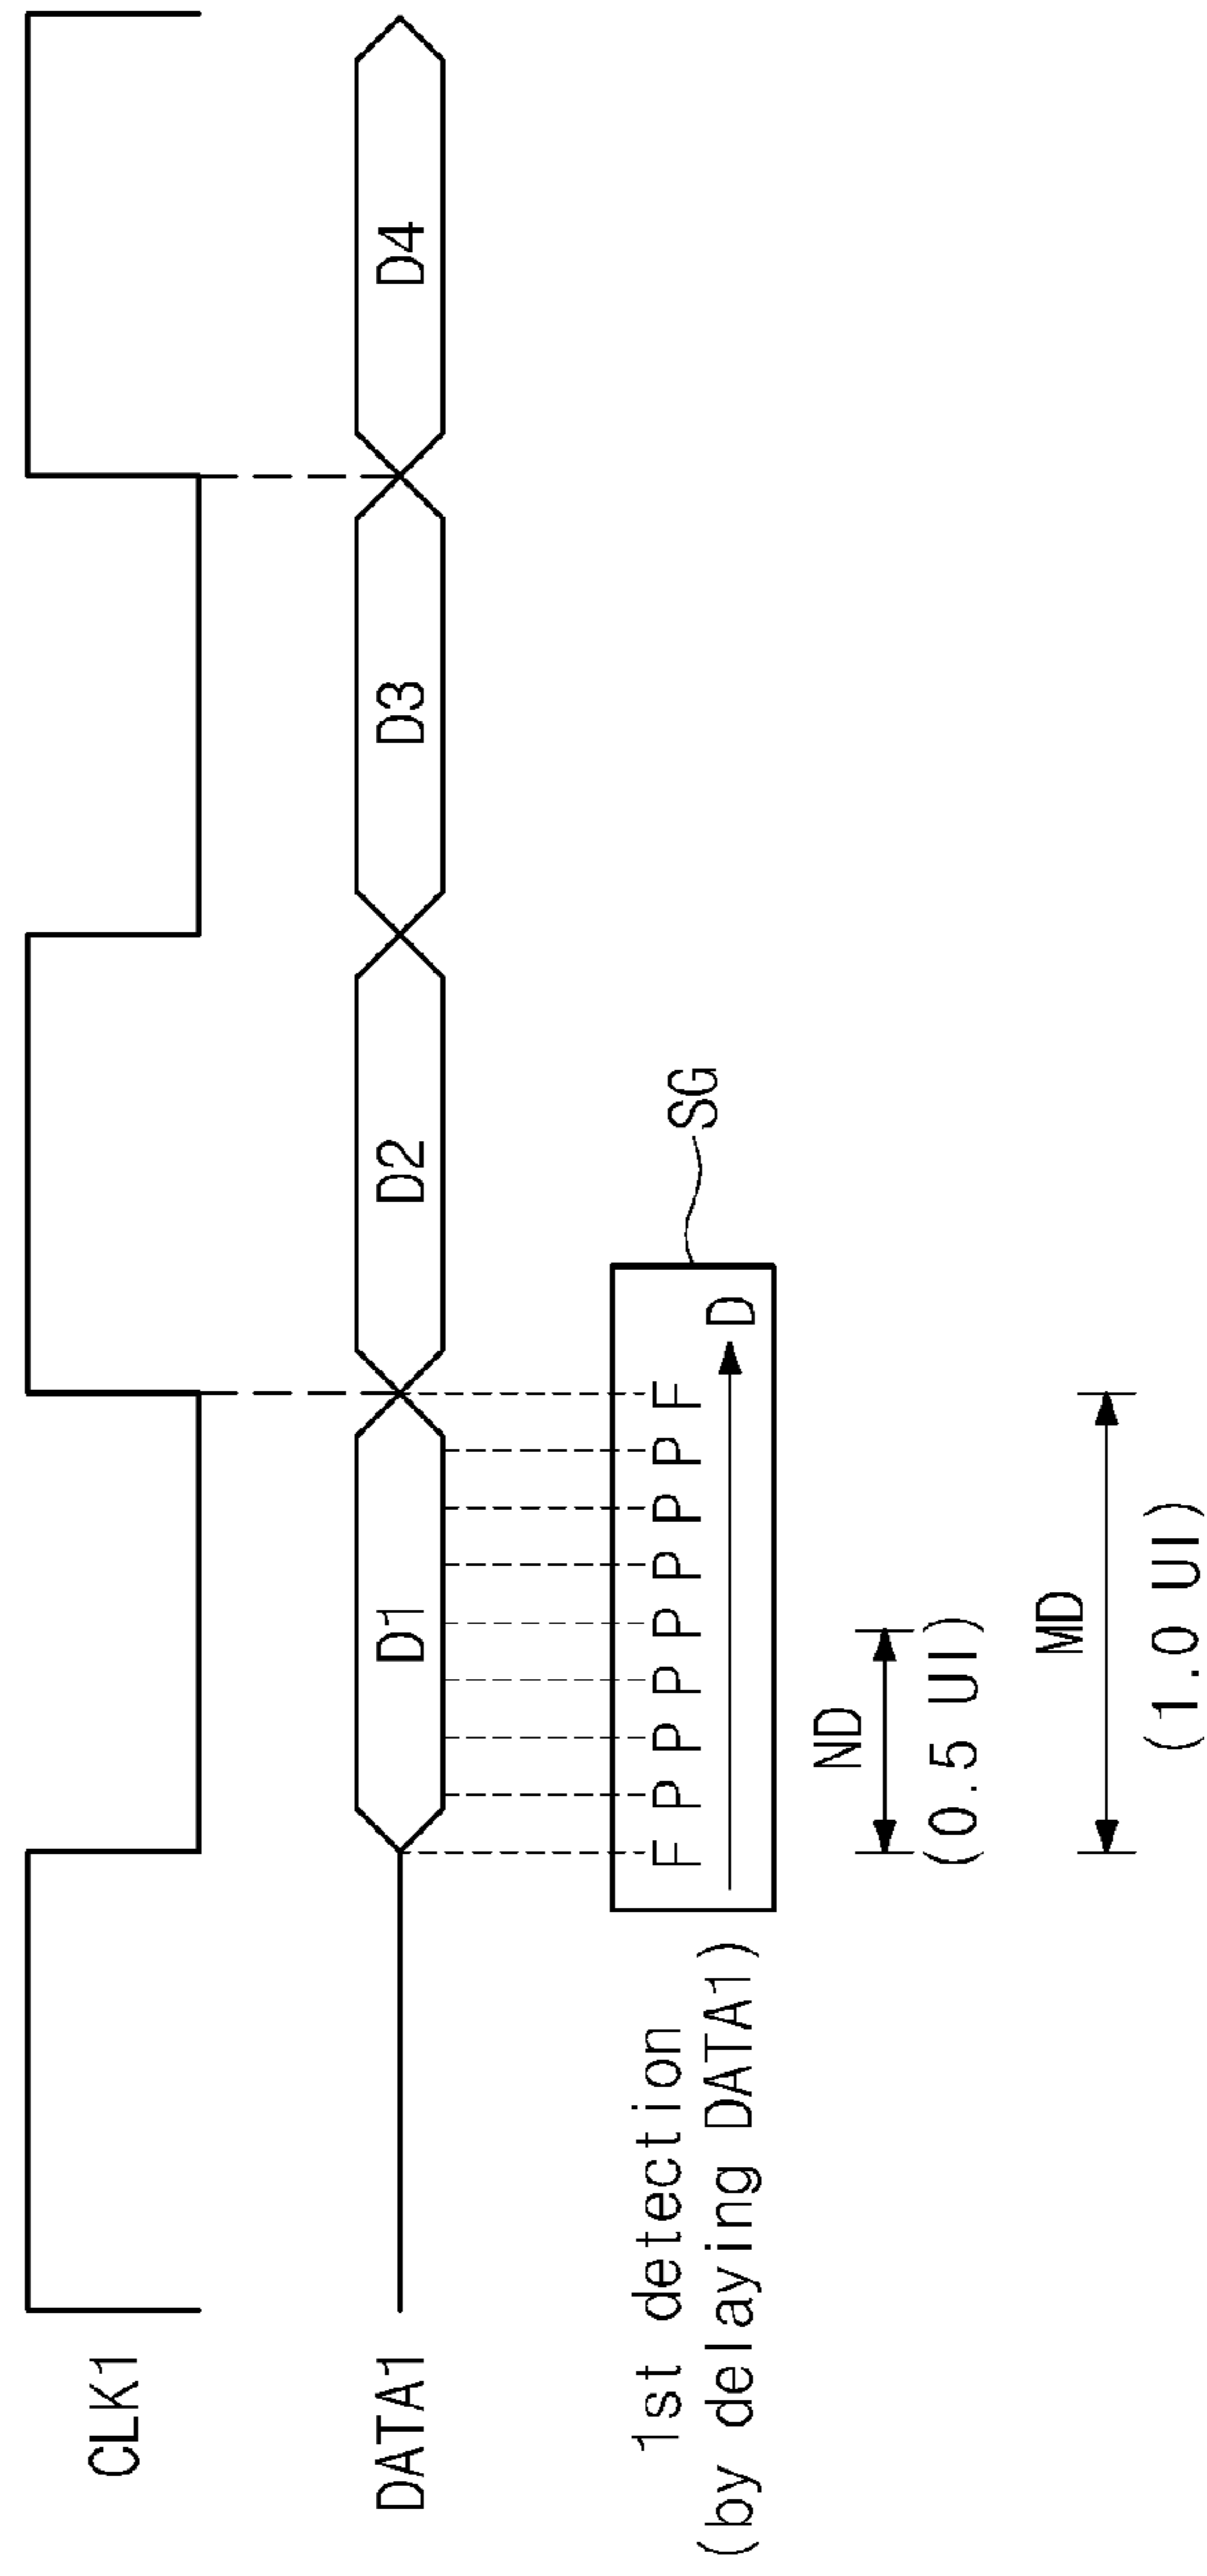 CLK1
DATA1
D1
D2
D3
D4
1st detection
(by delaying DATA1)
F P P P P P P P F
D
SG
ND
(0.5 UI)
MD
(1.0 UI)